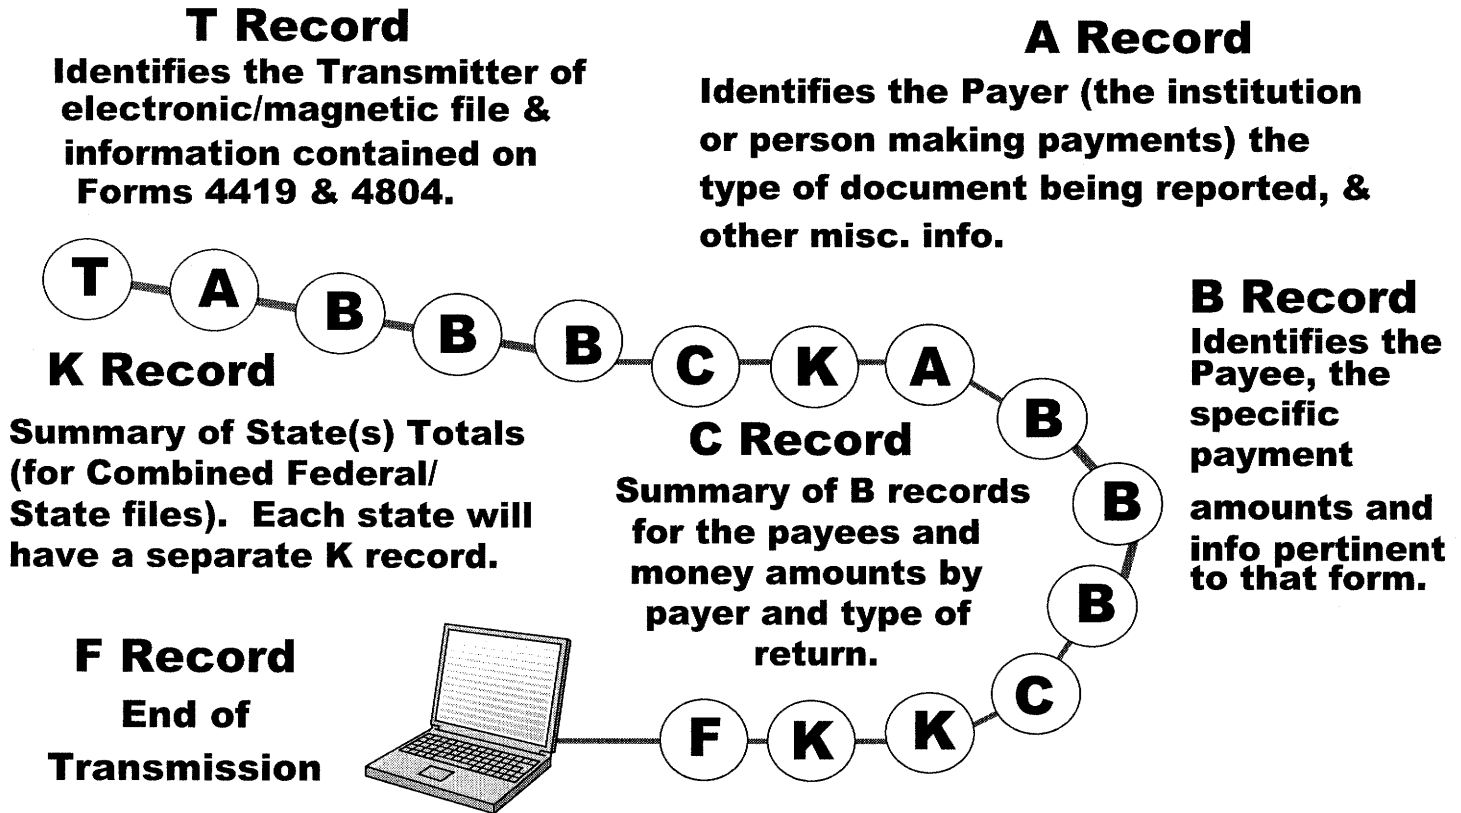 T Record
Identifies the Transmitter of
electronic/magnetic file &
information contained on
Forms 4419 & 4804.
A Record
Identifies the Payer (the institution
or person making payments) the
type of document being reported, &
other misc. info.
T
A
B
B
B
C
K
A
B
B
B
C
K
K
F
B Record
Identifies the
Payee, the
specific
payment
amounts and
info pertinent
to that form.
K Record
Summary of State(s) Totals
(for Combined Federal/
State files).  Each state will
have a separate K record.
C Record
Summary of B records
for the payees and
money amounts by
payer and type of
return.
F Record
End of
Transmission